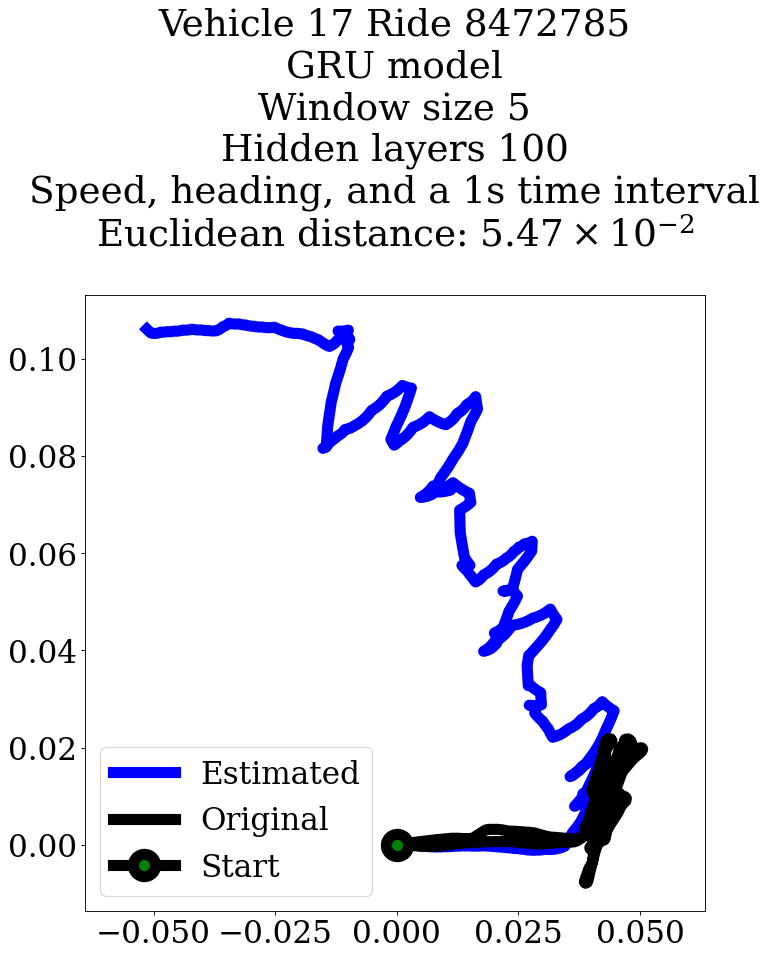 Vehicle 17 Ride 8472785
GRU model
Window size 5
Hidden layers 100
Speed, heading, and a 1s time interval
Euclidean distance: 5.47 × 10⁻²
0.10
0.08
0.06
0.04
0.02
0.00
Estimated
Original
Start
−0.050 −0.025 0.000 0.025 0.050